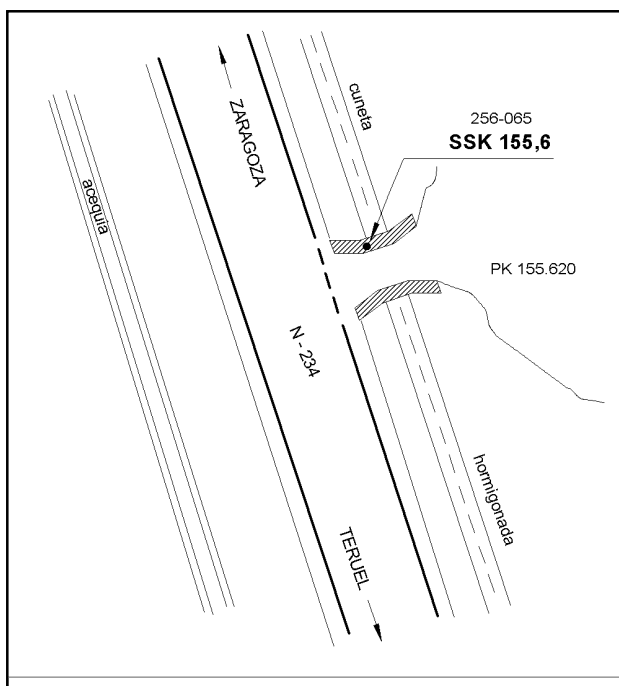 ZARAGOZA
cuneta
256-065
SSK 155,6
acequia
PK 155.620
N - 234
hormigonada
TERUEL